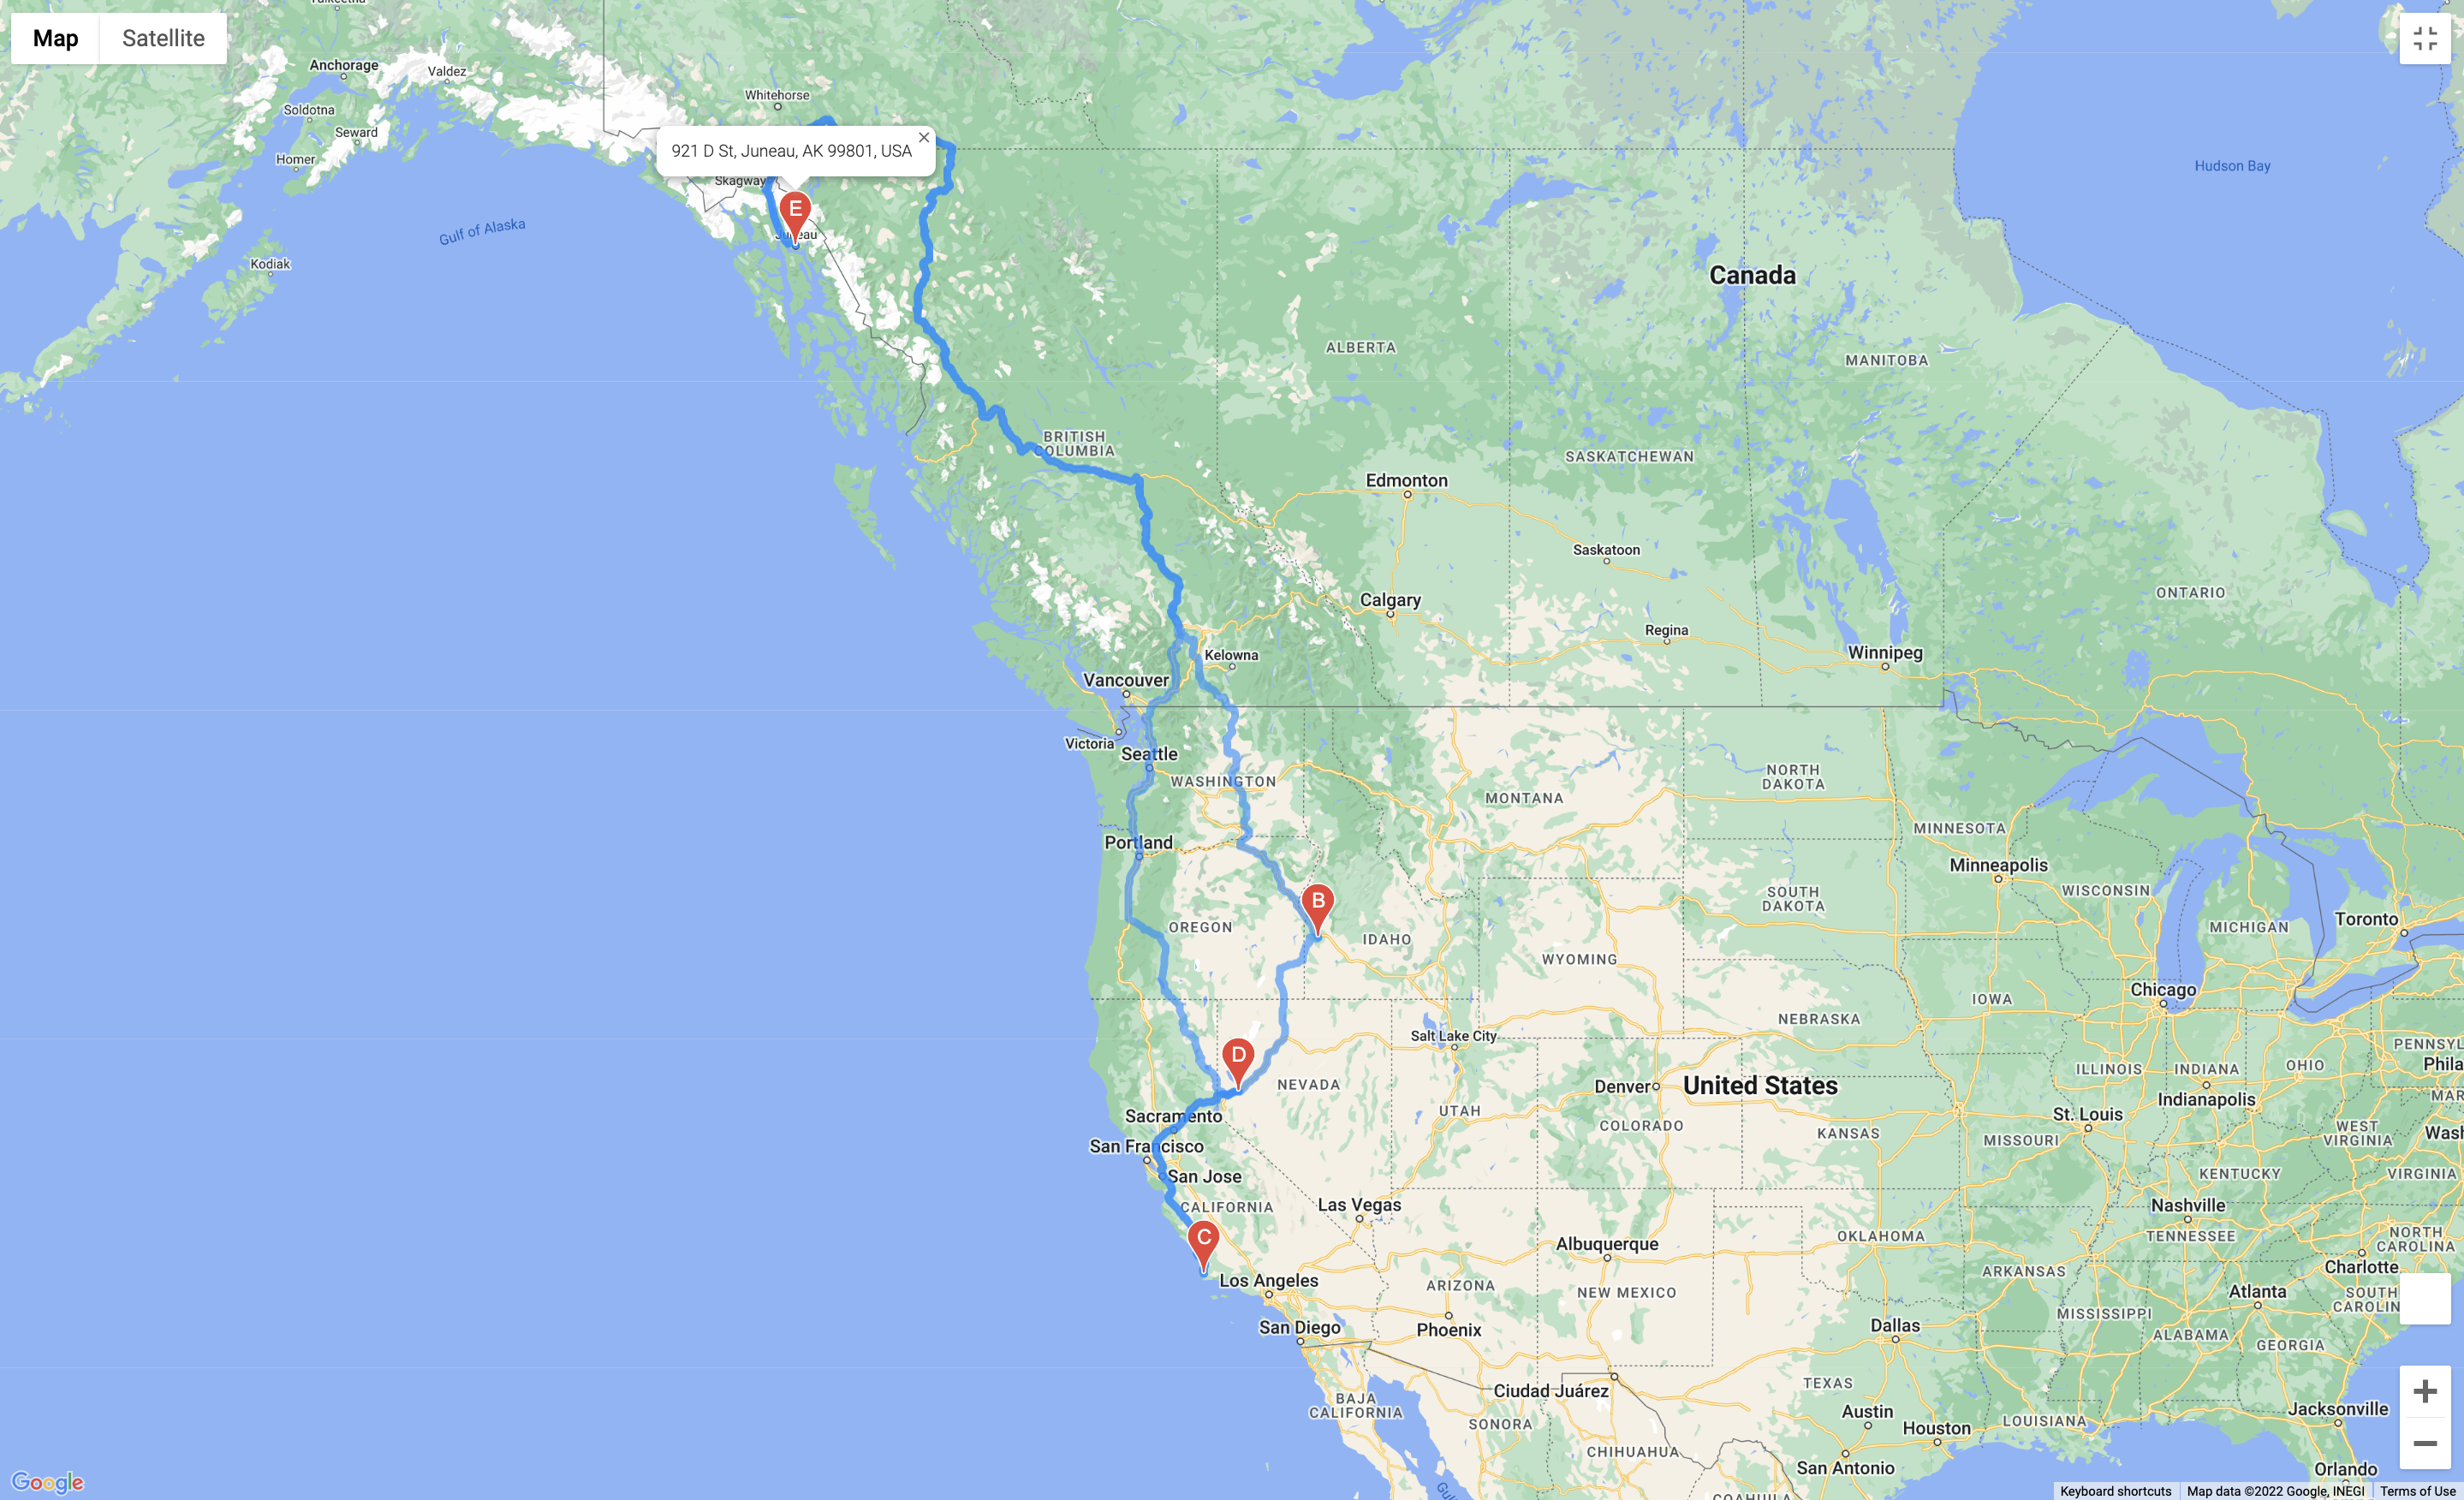 Map
Satellite
Anchorage
Valdez
Whitehorse
Soldotna
Seward
Homer
921 D St, Juneau, AK 99801, USA
Skagway
E
Gulf of Alaska
Kodiak
Hudson Bay
Canada
ALBERTA
MANITOBA
BRITISH
COLUMBIA
SASKATCHEWAN
Edmonton
Saskatoon
ONTARIO
Calgary
Regina
Kelowna
Winnipeg
Vancouver
Victoria
Seattle
WASHINGTON
NORTH
DAKOTA
MONTANA
MINNESOTA
Portland
Minneapolis
WISCONSIN
SOUTH
DAKOTA
B
OREGON
IDAHO
MICHIGAN
Toronto
WYOMING
Chicago
IOWA
NEBRASKA
Salt Lake City
D
NEVADA
Denver
United States
ILLINOIS
INDIANA
OHIO
PENNSYL
Phila
MAR
Indianapolis
Sacramento
UTAH
COLORADO
KANSAS
St. Louis
MISSOURI
WEST
VIRGINIA
Wash
San Francisco
San Jose
KENTUCKY
VIRGINIA
CALIFORNIA
Las Vegas
Nashville
TENNESSEE
NORTH
CAROLINA
C
Albuquerque
OKLAHOMA
Charlotte
Los Angeles
ARIZONA
NEW MEXICO
ARKANSAS
Atlanta
SOUTH
CAROLIN
MISSISSIPPI
San Diego
Phoenix
Dallas
ALABAMA
GEORGIA
Ciudad Juárez
TEXAS
BAJA
CALIFORNIA
SONORA
Austin
Houston
LOUISIANA
Jacksonville
CHIHUAHUA
San Antonio
Orlando
Google
Keyboard shortcuts
Map data ©2022 Google, INEGI
Terms of Use